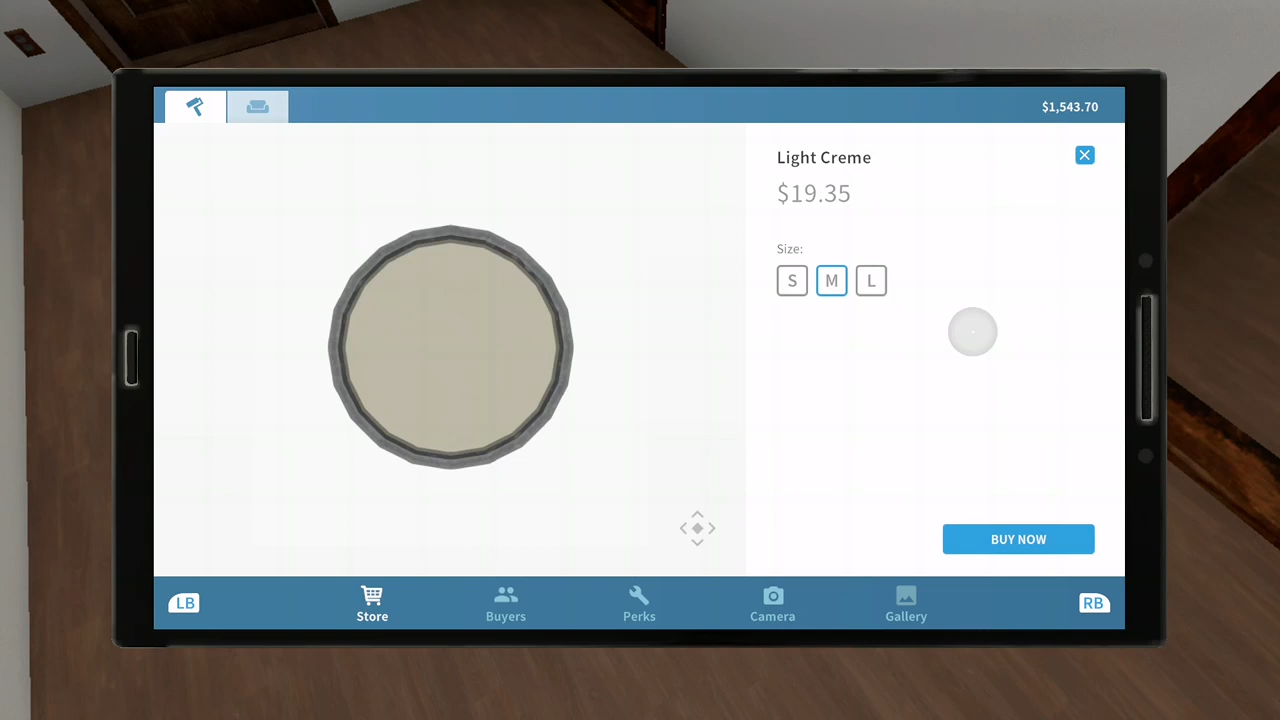 $1,543.70
Light Creme
$19.35
Size:
S M L
BUY NOW
LB
Store
Buyers
Perks
Camera
Gallery
RB